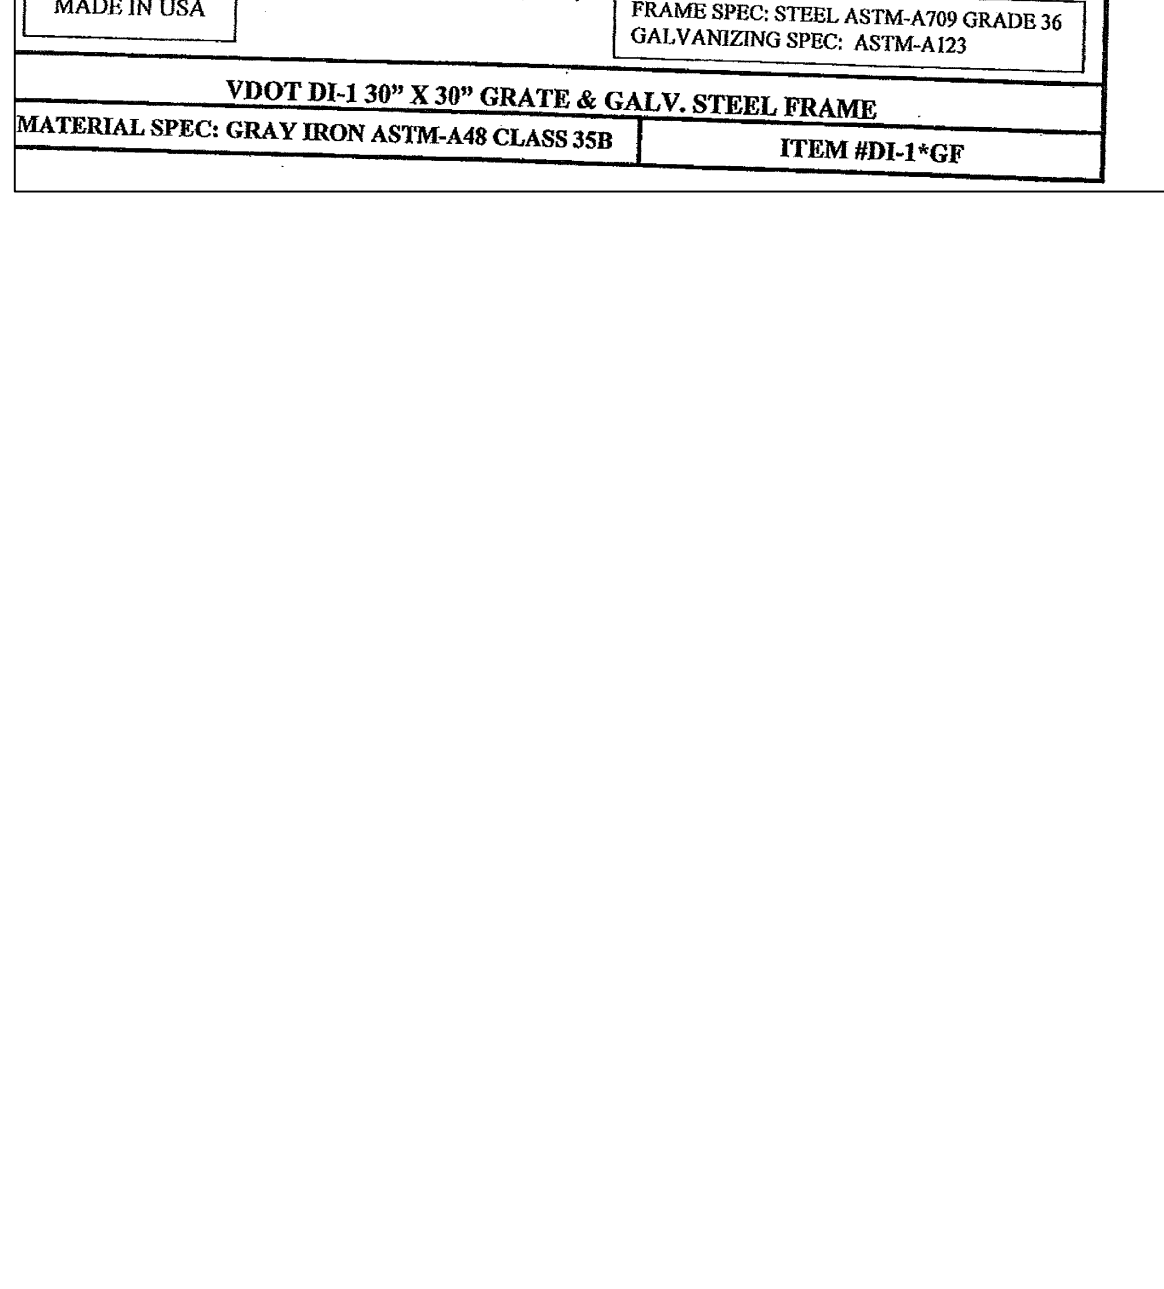 MADE IN USA
FRAME SPEC: STEEL ASTM-A709 GRADE 36
GALVANIZING SPEC: ASTM-A123
VDOT DI-1 30” X 30” GRATE & GALV. STEEL FRAME
MATERIAL SPEC: GRAY IRON ASTM-A48 CLASS 35B
ITEM #DI-1*GF